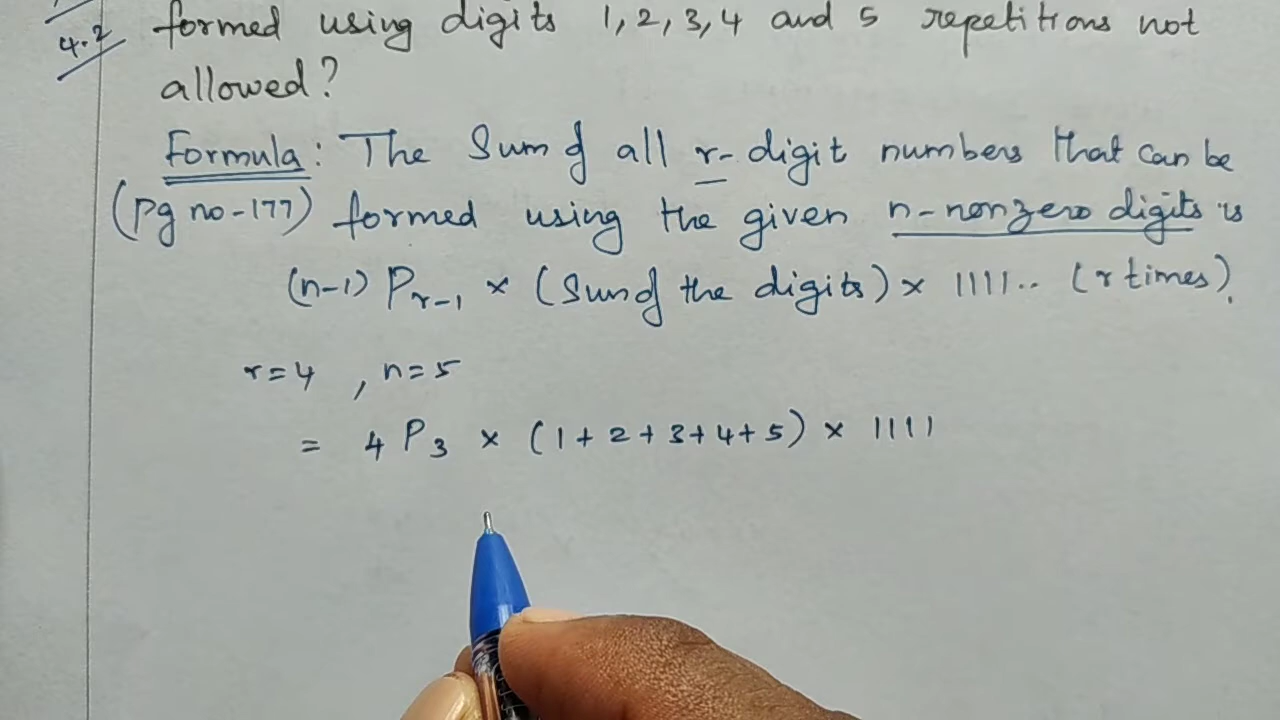 4.2 formed using digits 1, 2, 3, 4 and 5 repetitions not
allowed?
Formula: The Sum of all r-digit numbers that can be
(pg no-177) formed using the given n-nonzero digits is
(n-1) P r-1 × (Sum of the digits) × 1111.. (r times).
r=4 , n=5
= 4 P 3 × (1+2+3+4+5) × 1111